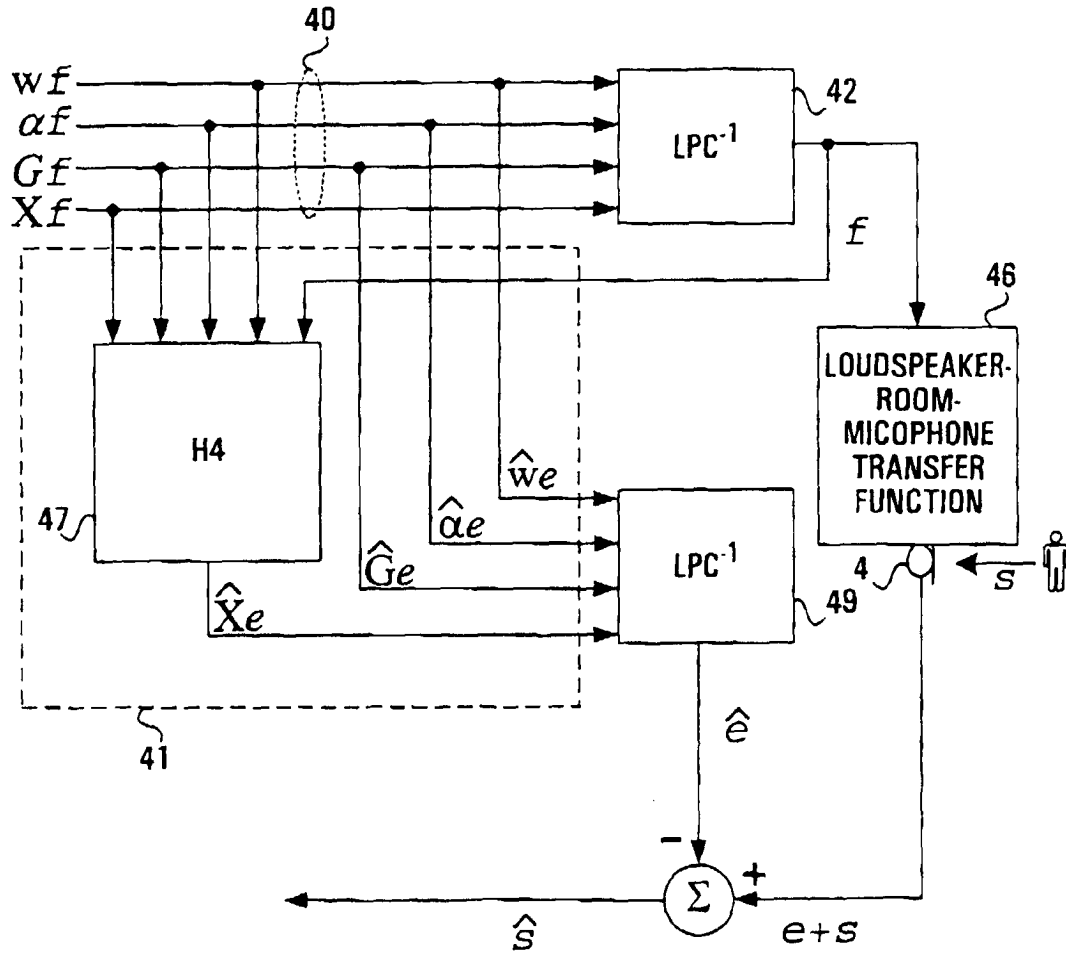 40
wf
αf
Gf
Xf
LPC⁻¹
42
f
46
LOUDSPEAKER-
ROOM-
MICOPHONE
TRANSFER
FUNCTION
H4
47
ŵe
α̂e
Ĝe
X̂e
LPC⁻¹
49
4
s
41
ê
-
+
Σ
ŝ
e+s